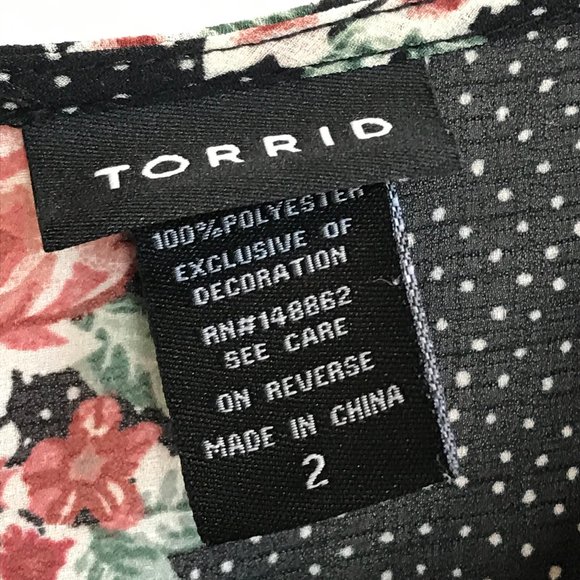 TORRID
100%POLYESTER
EXCLUSIVE OF
DECORATION
RN#148862
SEE CARE
ON REVERSE
MADE IN CHINA
2